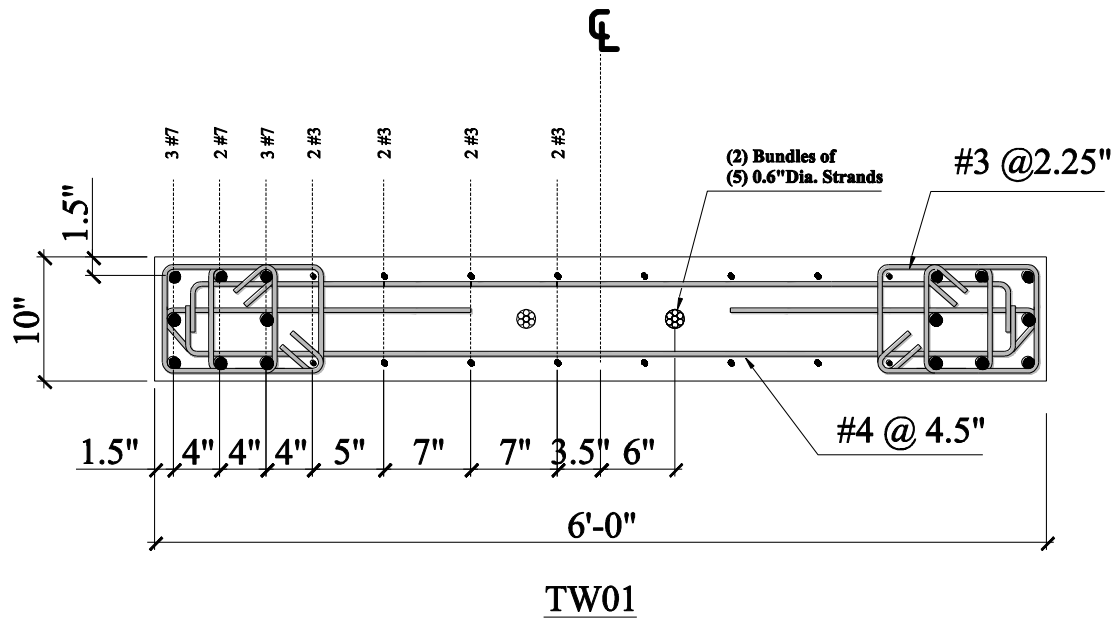 CL
3 #7
2 #7
3 #7
2 #3
2 #3
2 #3
2 #3
(2) Bundles of
(5) 0.6"Dia. Strands
#3 @2.25"
1.5"
10"
#4 @ 4.5"
1.5" 4" 4" 4" 5" 7" 7" 3.5" 6"
6'-0"
TW01